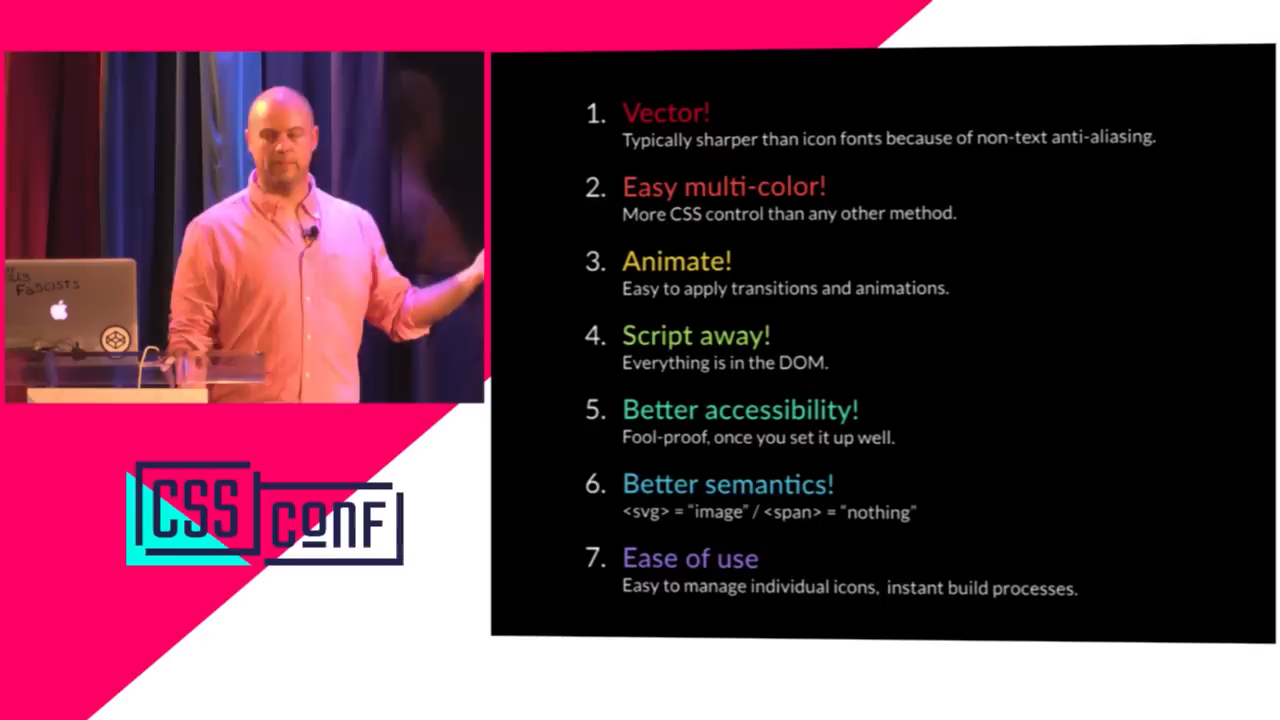 Fascists
CSS
conf
1. Vector!
Typically sharper than icon fonts because of non-text anti-aliasing.
2. Easy multi-color!
More CSS control than any other method.
3. Animate!
Easy to apply transitions and animations.
4. Script away!
Everything is in the DOM.
5. Better accessibility!
Fool-proof, once you set it up well.
6. Better semantics!
<svg> = “image” / <span> = “nothing”
7. Ease of use
Easy to manage individual icons, instant build processes.